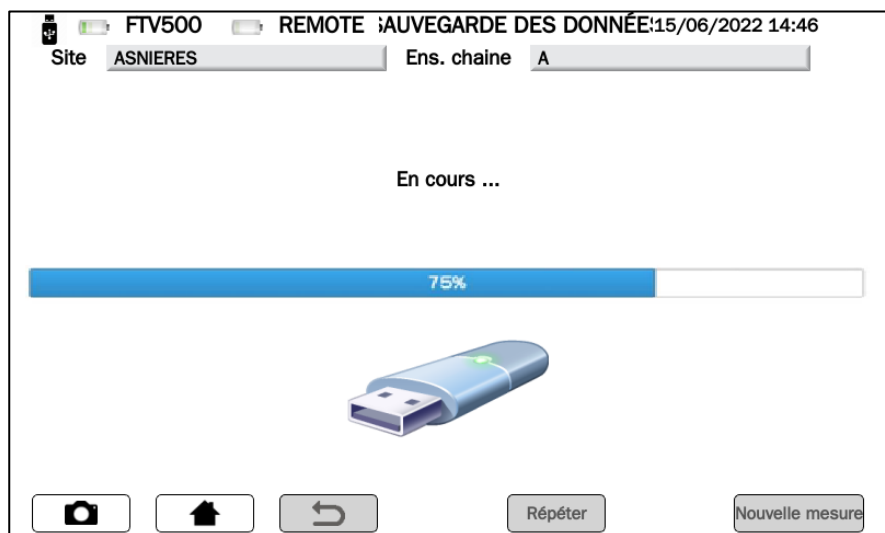 FTV500 REMOTE SAUVEGARDE DES DONNÉES 15/06/2022 14:46
Site ASNIERES Ens. chaine A
En cours ...
75%
Répéter Nouvelle mesure